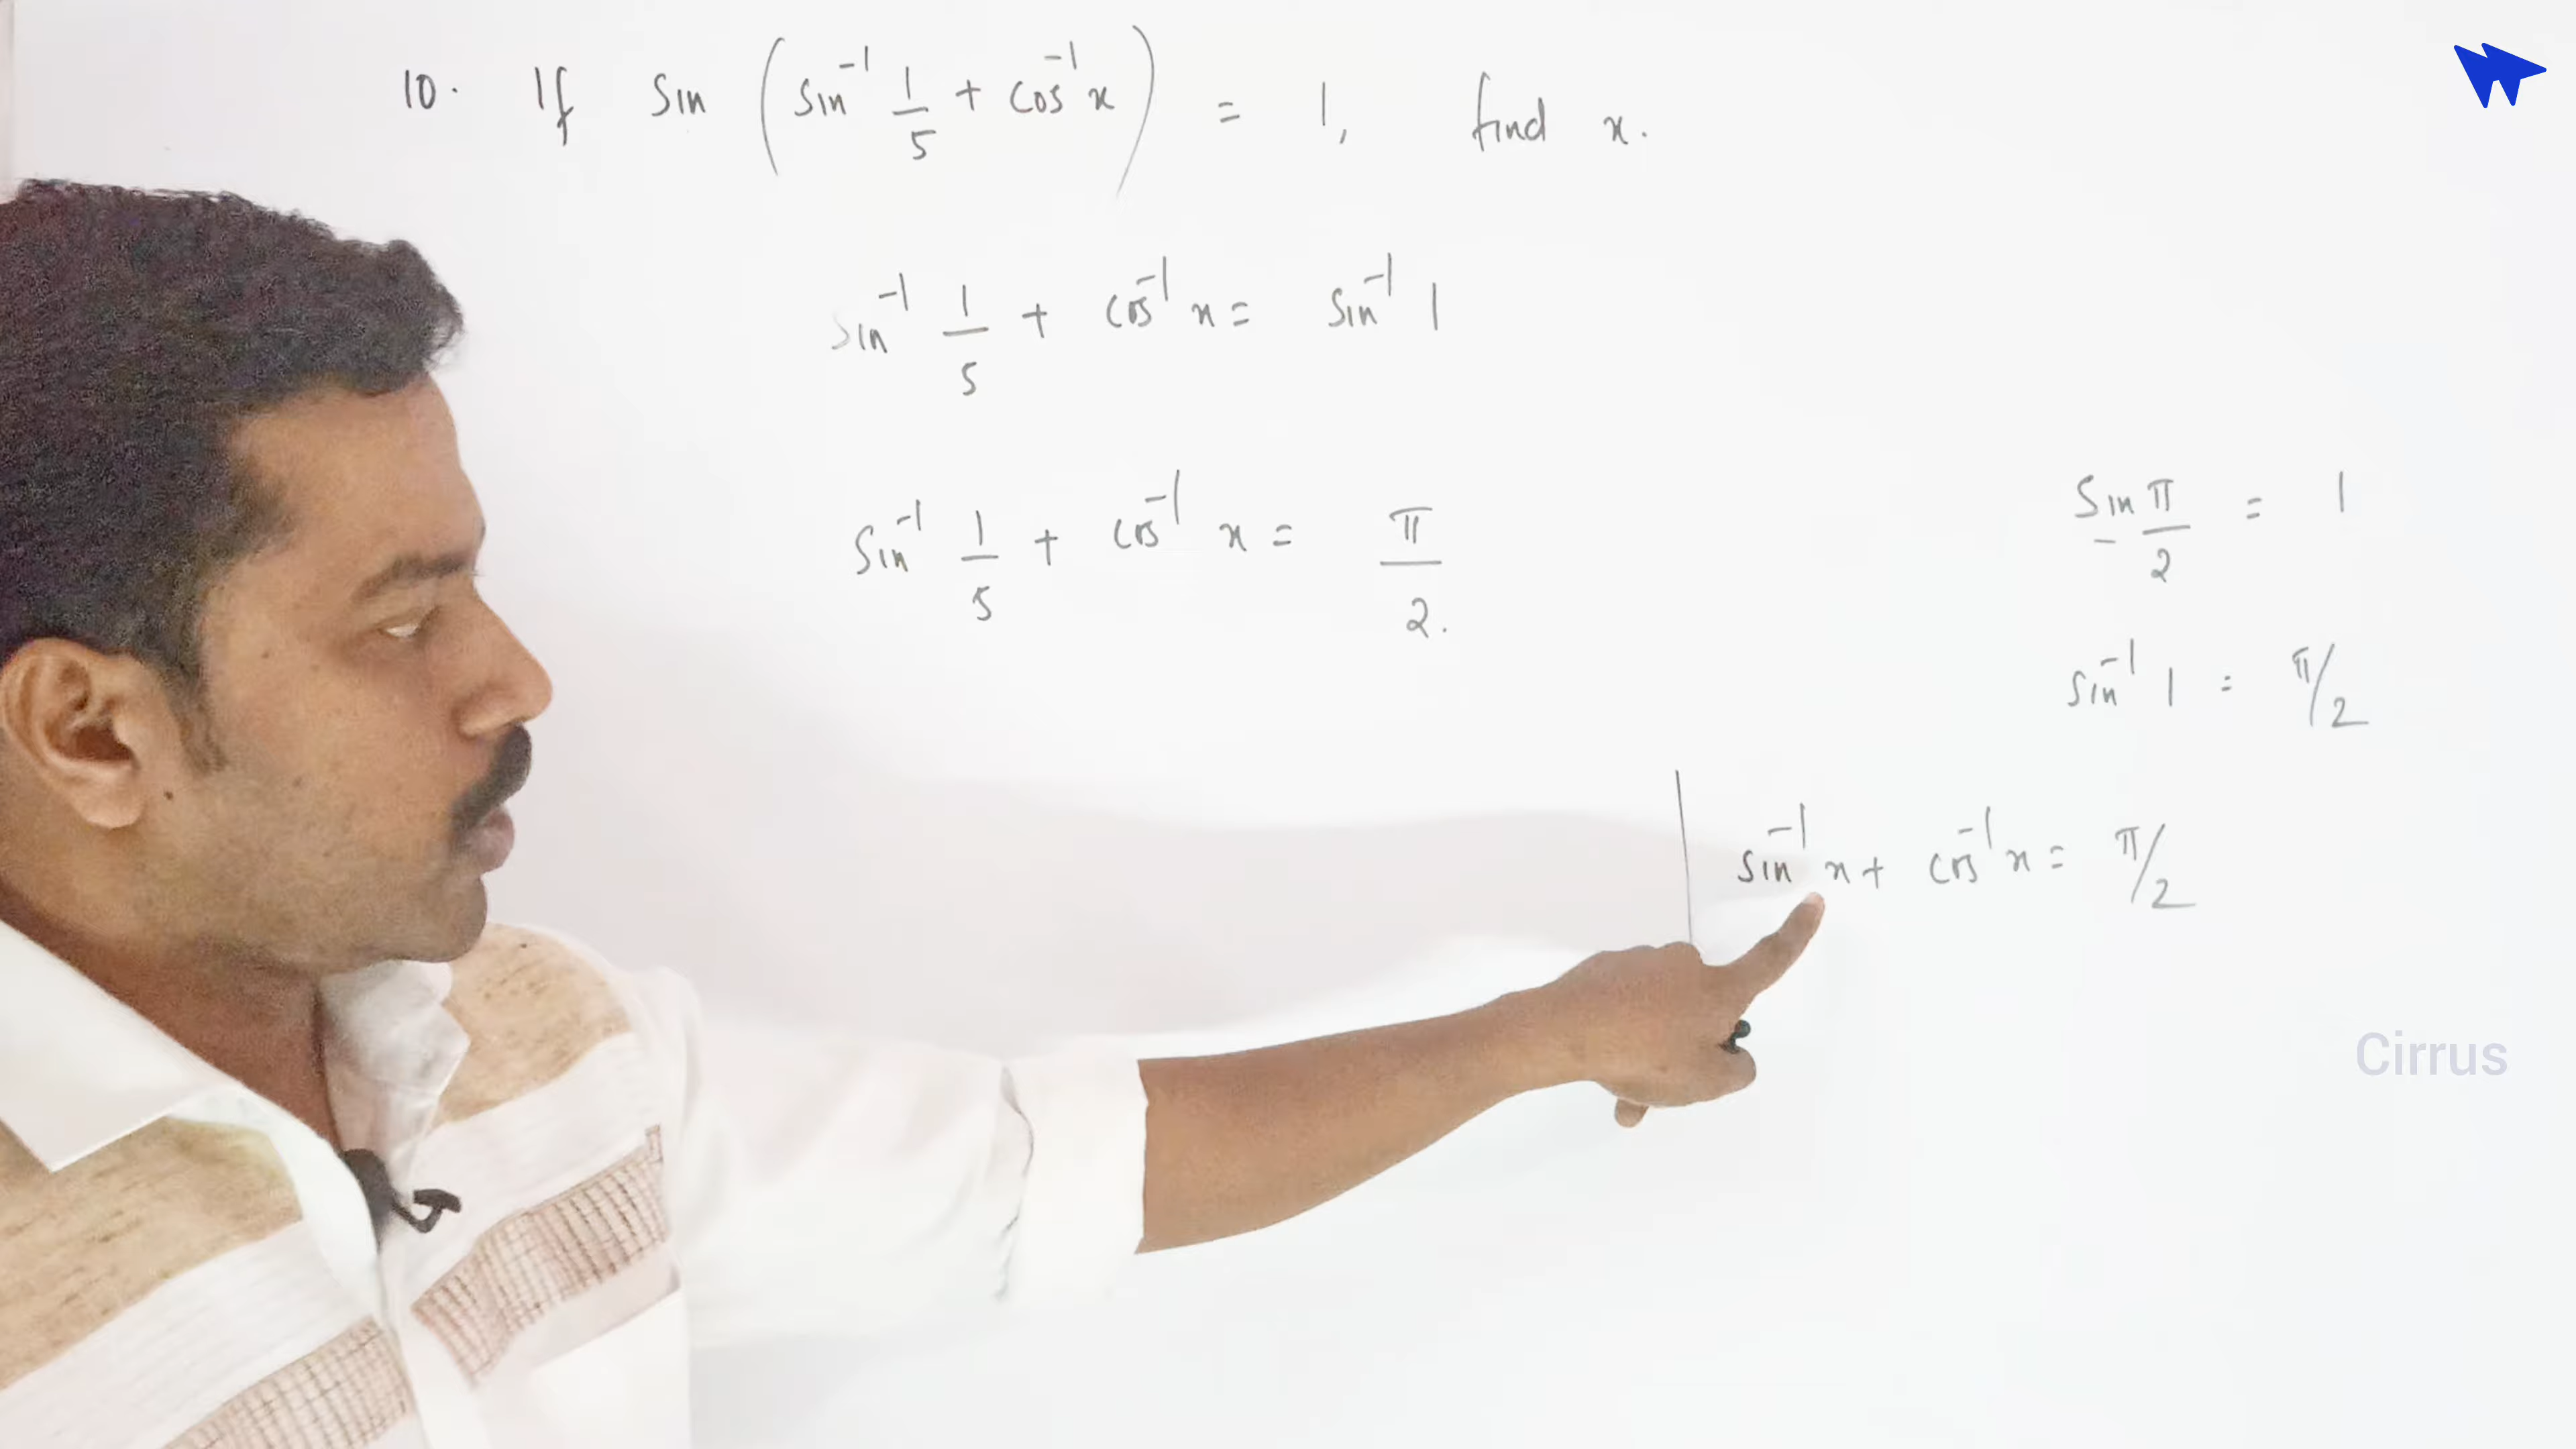 10. If Sin (Sin⁻¹ 1/5 + Cos⁻¹ x) = 1, find x.
Sin⁻¹ 1/5 + Cos⁻¹ x = Sin⁻¹ 1
Sin⁻¹ 1/5 + Cos⁻¹ x = π/2.
Sin π/2 = 1
Sin⁻¹ 1 = π/2
Sin⁻¹ x + Cos⁻¹ x = π/2
Cirrus